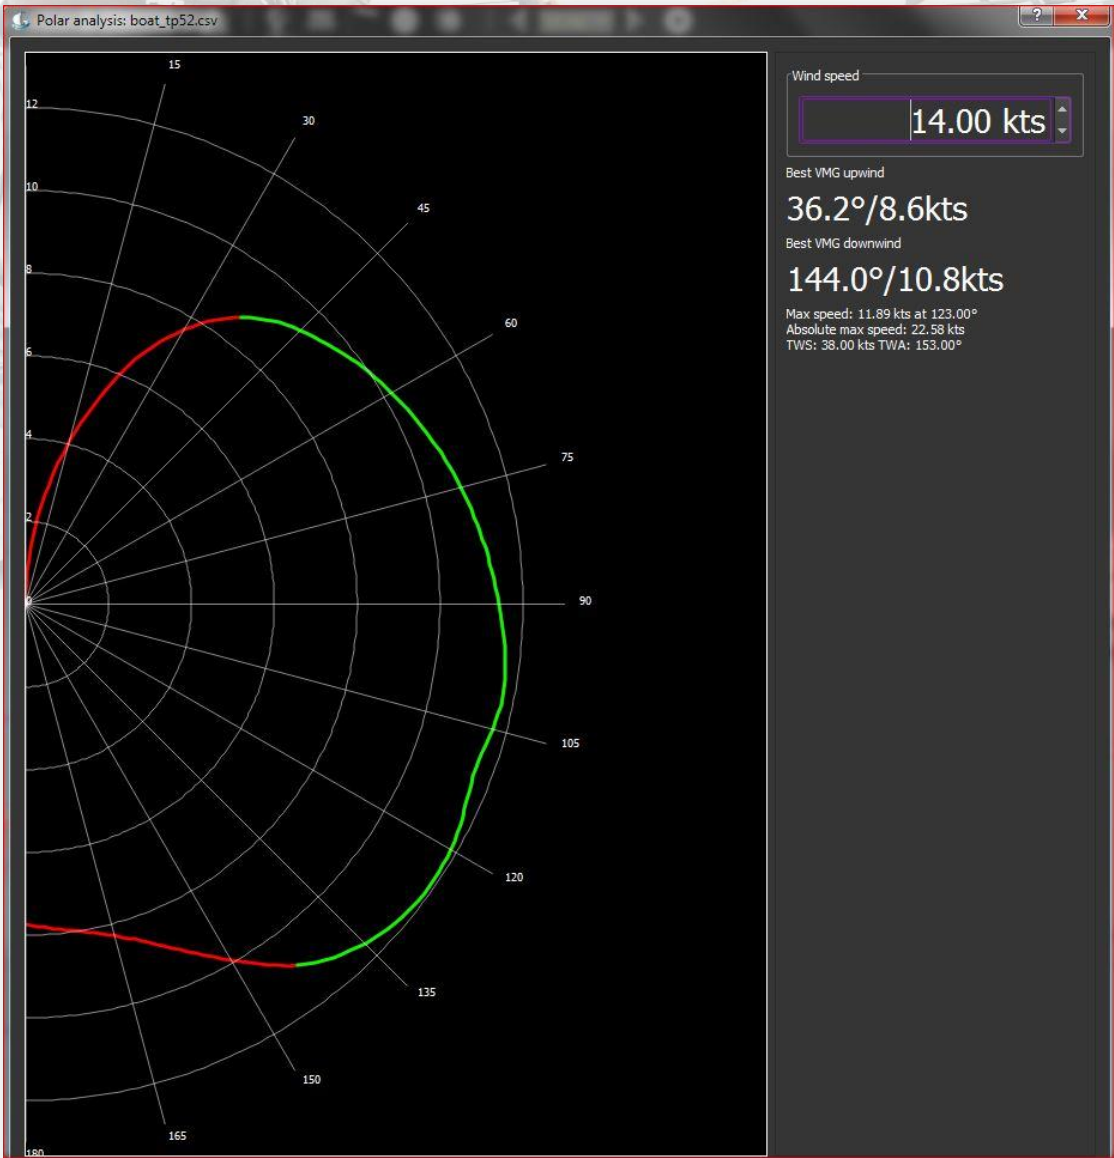 Polar analysis: boat_tp52.csv
?
x
15
12
30
10
45
8
60
6
4
75
2
0
90
105
120
135
150
165
180
Wind speed
14.00 kts
Best VMG upwind
36.2°/8.6kts
Best VMG downwind
144.0°/10.8kts
Max speed: 11.89 kts at 123.00°
Absolute max speed: 22.58 kts
TWS: 38.00 kts TWA: 153.00°